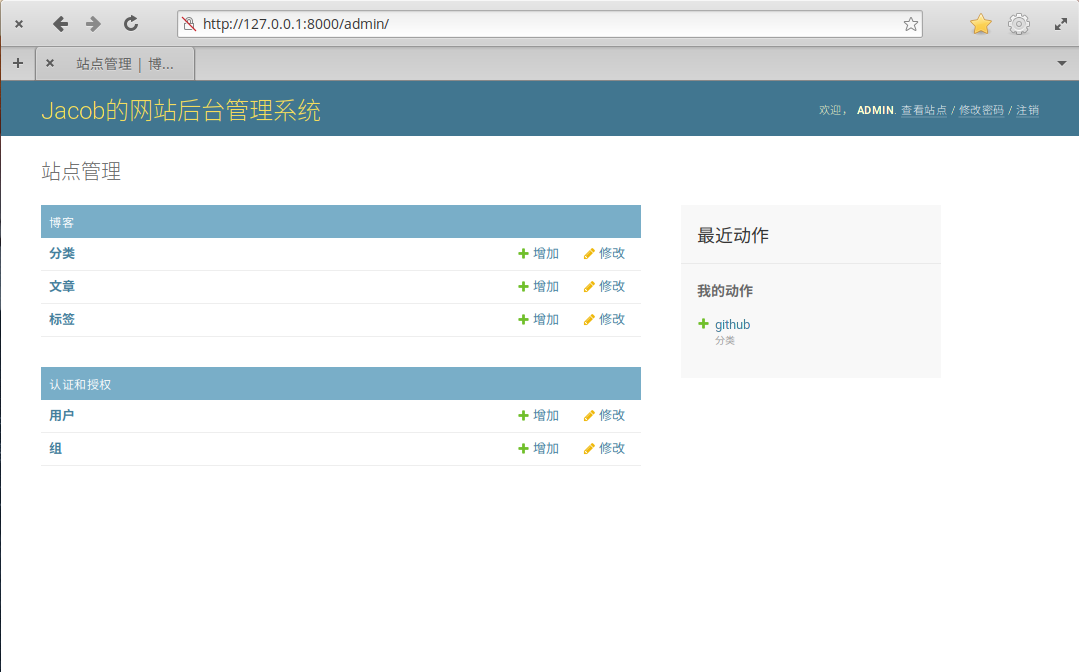 http://127.0.0.1:8000/admin/
站点管理 | 博...
Jacob的网站后台管理系统
欢迎， ADMIN. 查看站点 / 修改密码 / 注销
站点管理
博客
分类 增加 修改
文章 增加 修改
标签 增加 修改
认证和授权
用户 增加 修改
组 增加 修改
最近动作
我的动作
github
分类